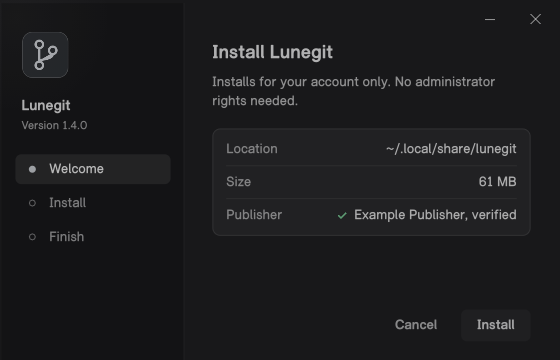 Lunegit
Version 1.4.0
Welcome
Install
Finish
Install Lunegit
Installs for your account only. No administrator
rights needed.
Location ~/.local/share/lunegit
Size 61 MB
Publisher ✓ Example Publisher, verified
Cancel Install